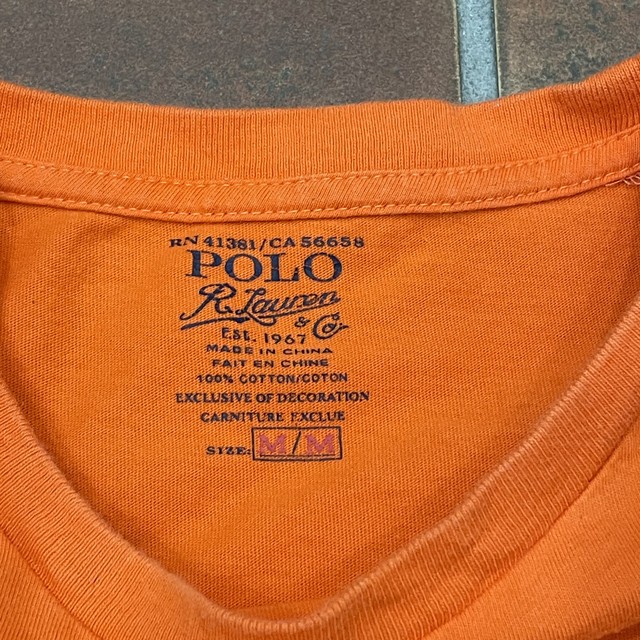 RN 41381/CA 56658
POLO
R. Lauren
& Co
EST. 1967
MADE IN CHINA
FAIT EN CHINE
100% COTTON/COTON
EXCLUSIVE OF DECORATION
GARNITURE EXCLUE
SIZE: M/M